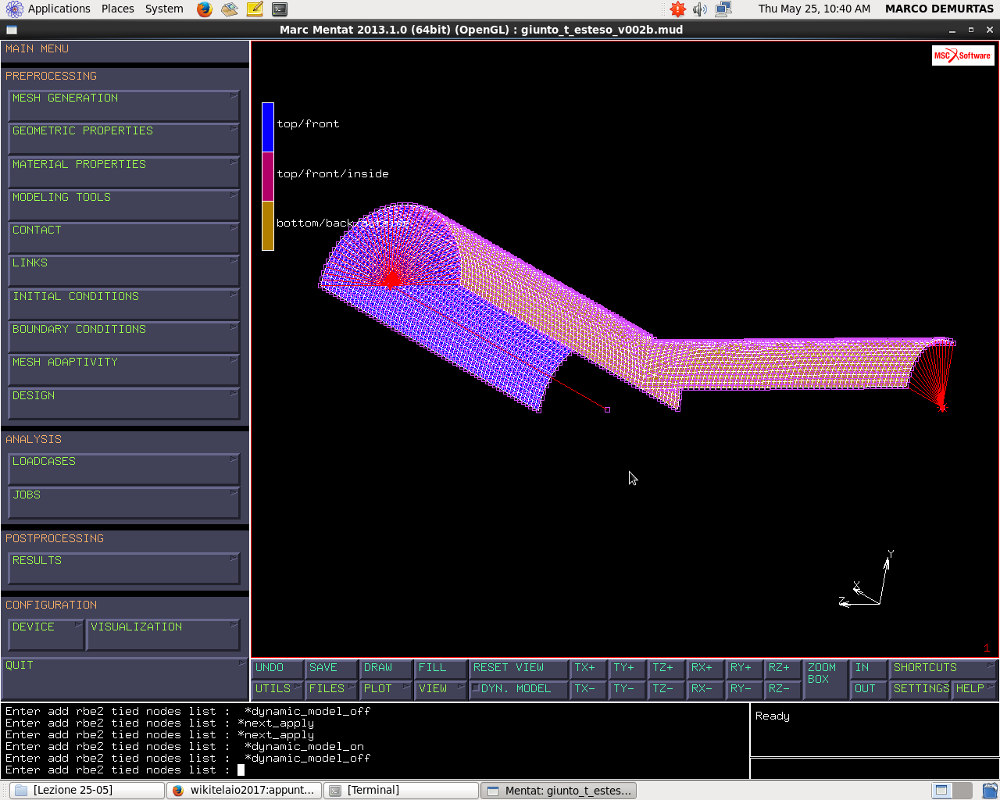 Applications Places System
Thu May 25, 10:40 AM MARCO DEMURTAS
Marc Mentat 2013.1.0 (64bit) (OpenGL) : giunto_t_esteso_v002b.mud
MAIN MENU
PREPROCESSING
MESH GENERATION
GEOMETRIC PROPERTIES
MATERIAL PROPERTIES
MODELING TOOLS
CONTACT
LINKS
INITIAL CONDITIONS
BOUNDARY CONDITIONS
MESH ADAPTIVITY
DESIGN
ANALYSIS
LOADCASES
JOBS
POSTPROCESSING
RESULTS
CONFIGURATION
DEVICE VISUALIZATION
QUIT
MSC Software
top/front
top/front/inside
bottom/back/outside
Y
X
Z
1
UNDO SAVE DRAW FILL RESET VIEW TX+ TY+ TZ+ RX+ RY+ RZ+ ZOOM BOX IN SHORTCUTS
UTILS FILES PLOT VIEW DYN. MODEL TX- TY- TZ- RX- RY- RZ- OUT SETTINGS HELP
Enter add rbe2 tied nodes list :  *dynamic_model_off
Enter add rbe2 tied nodes list : *next_apply
Enter add rbe2 tied nodes list : *next_apply
Enter add rbe2 tied nodes list :  *dynamic_model_on
Enter add rbe2 tied nodes list :  *dynamic_model_off
Enter add rbe2 tied nodes list :
Ready
[Lezione 25-05] wikitelaio2017:appunt... [Terminal] Mentat: giunto_t_estes...